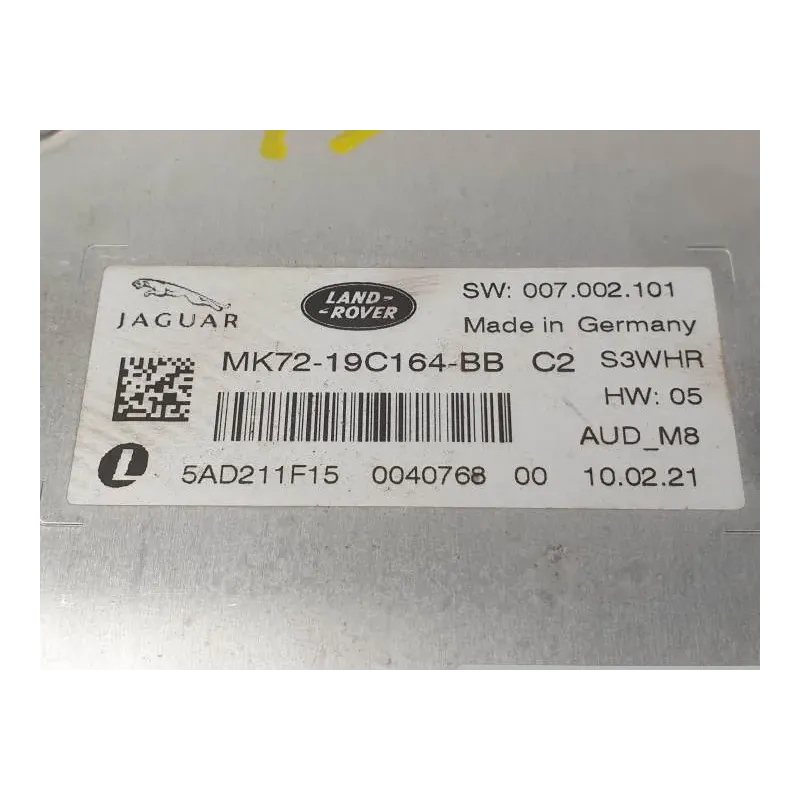 JAGUAR
LAND-
-ROVER
SW: 007.002.101
Made in Germany
MK72-19C164-BB C2 S3WHR
HW: 05
AUD_M8
L
5AD211F15 0040768 00 10.02.21